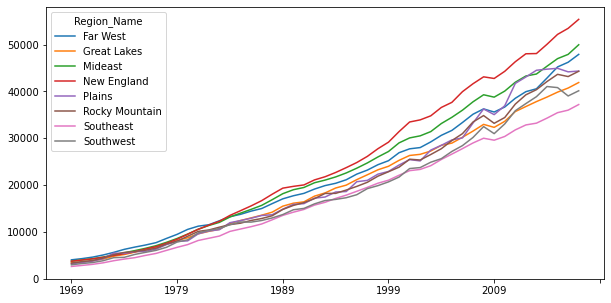 Region_Name
Far West
Great Lakes
Mideast
New England
Plains
Rocky Mountain
Southeast
Southwest
50000
40000
30000
20000
10000
0
1969 1979 1989 1999 2009